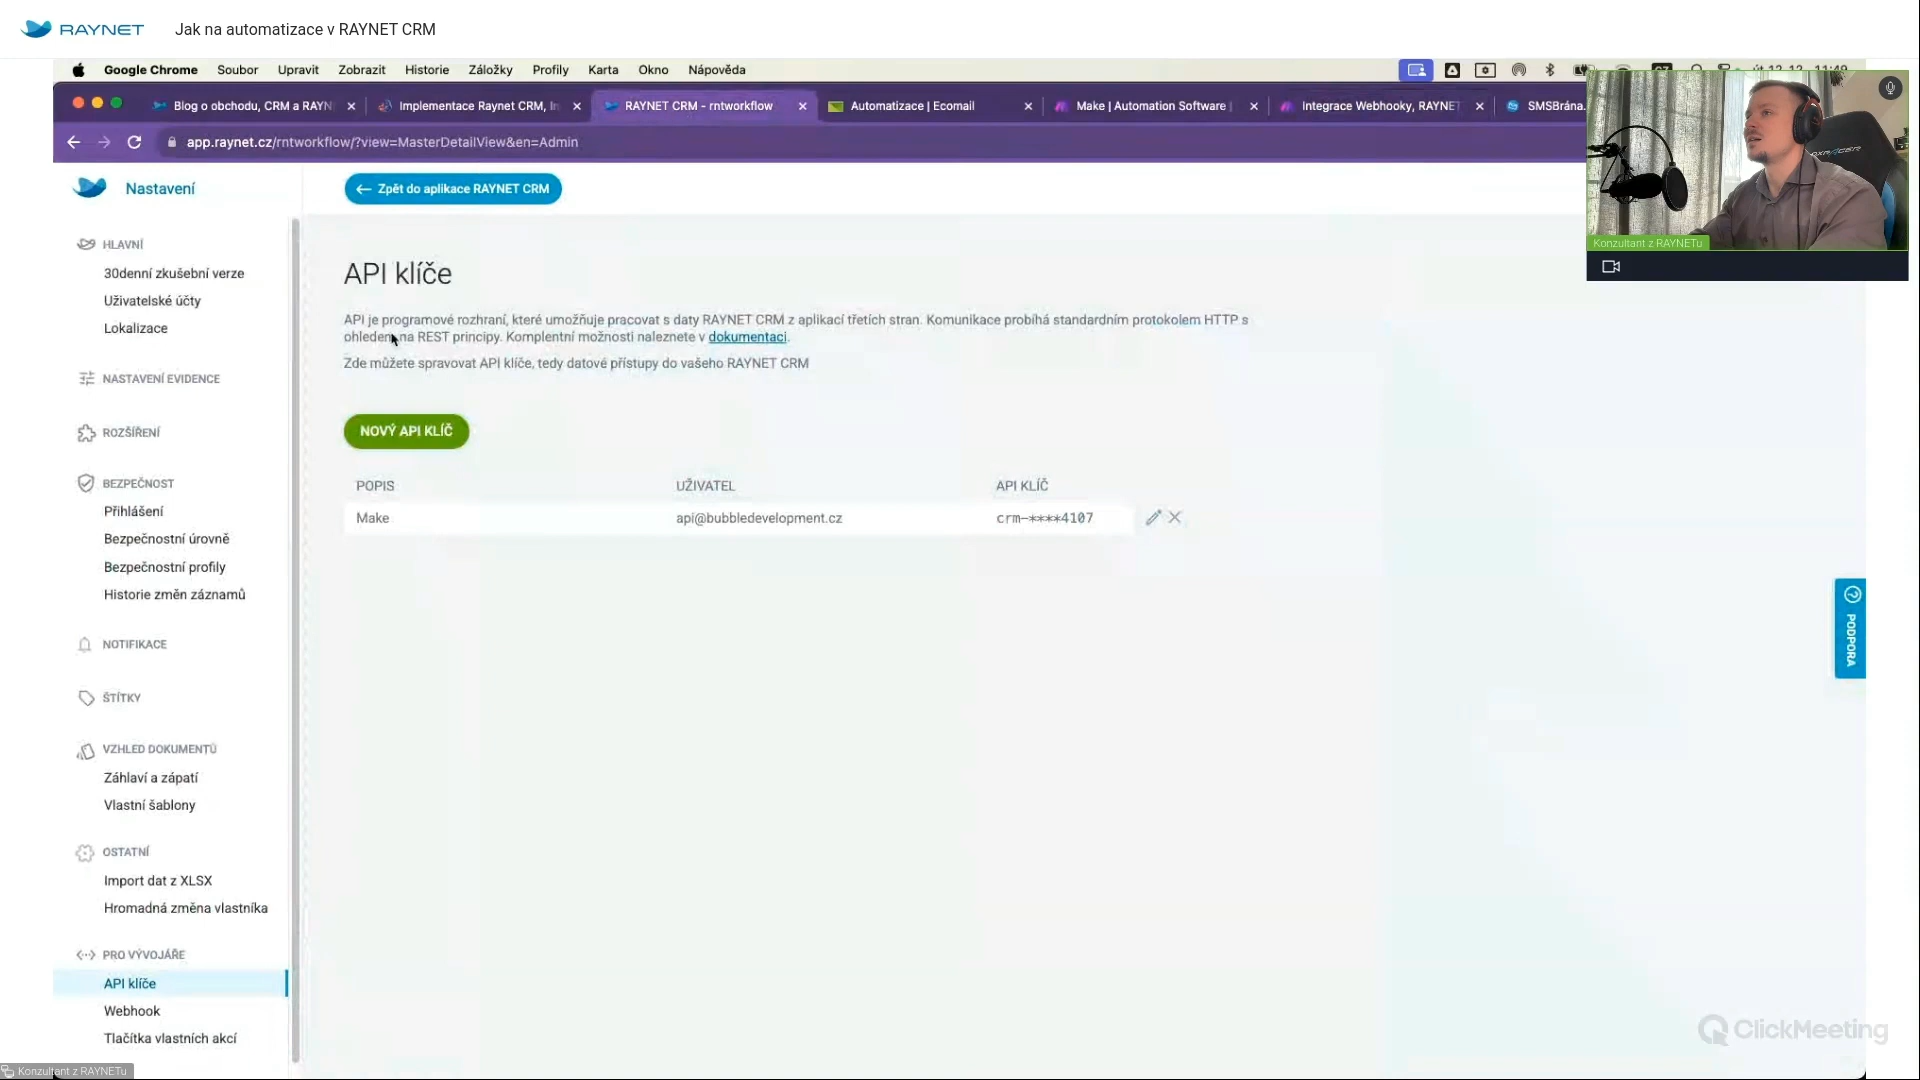 RAYNET Jak na automatizace v RAYNET CRM
Google Chrome Soubor Upravit Zobrazit Historie Záložky Profily Karta Okno Nápověda
Blog o obchodu, CRM a RAYN Implementace Raynet CRM, In RAYNET CRM - rntworkflow Automatizace | Ecomail Make | Automation Software Integrace Webhooky, RAYNET SMSBrána.
app.raynet.cz/rntworkflow/?view=MasterDetailView&en=Admin
Konzultant z RAYNETu
Nastavení
Zpět do aplikace RAYNET CRM
HLAVNÍ
30denní zkušební verze
Uživatelské účty
Lokalizace
NASTAVENÍ EVIDENCE
ROZŠÍŘENÍ
BEZPEČNOST
Přihlášení
Bezpečnostní úrovně
Bezpečnostní profily
Historie změn záznamů
NOTIFIKACE
ŠTÍTKY
VZHLED DOKUMENTŮ
Záhlaví a zápatí
Vlastní šablony
OSTATNÍ
Import dat z XLSX
Hromadná změna vlastníka
PRO VÝVOJÁŘE
API klíče
Webhook
Tlačítka vlastních akcí
API klíče
API je programové rozhraní, které umožňuje pracovat s daty RAYNET CRM z aplikací třetích stran. Komunikace probíhá standardním protokolem HTTP s
ohledem na REST principy. Komplentní možnosti naleznete v dokumentaci.
Zde můžete spravovat API klíče, tedy datové přístupy do vašeho RAYNET CRM
NOVÝ API KLÍČ
POPIS UŽIVATEL API KLÍČ
Make api@bubbledevelopment.cz crm-****4107
PODPORA
ClickMeeting
Konzultant z RAYNETu